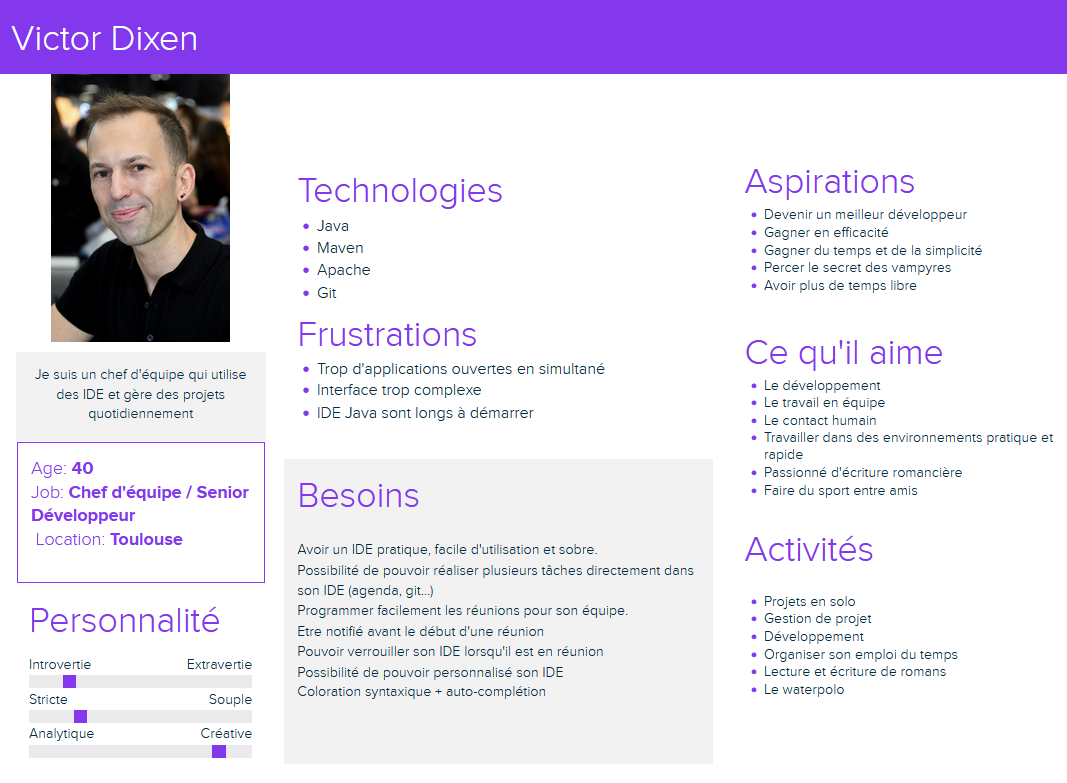 Victor Dixen
Je suis un chef d'équipe qui utilise
des IDE et gère des projets
quotidiennement
Age: 40
Job: Chef d'équipe / Senior
Développeur
Location: Toulouse
Personnalité
Introvertie Extravertie
Stricte Souple
Analytique Créative
Technologies
Java
Maven
Apache
Git
Frustrations
Trop d'applications ouvertes en simultané
Interface trop complexe
IDE Java sont longs à démarrer
Besoins
Avoir un IDE pratique, facile d'utilisation et sobre.
Possibilité de pouvoir réaliser plusieurs tâches directement dans
son IDE (agenda, git...)
Programmer facilement les réunions pour son équipe.
Etre notifié avant le début d'une réunion
Pouvoir verrouiller son IDE lorsqu'il est en réunion
Possibilité de pouvoir personnalisé son IDE
Coloration syntaxique + auto-complétion
Aspirations
Devenir un meilleur développeur
Gagner en efficacité
Gagner du temps et de la simplicité
Percer le secret des vampyres
Avoir plus de temps libre
Ce qu'il aime
Le développement
Le travail en équipe
Le contact humain
Travailler dans des environnements pratique et
rapide
Passionné d'écriture romancière
Faire du sport entre amis
Activités
Projets en solo
Gestion de projet
Développement
Organiser son emploi du temps
Lecture et écriture de romans
Le waterpolo